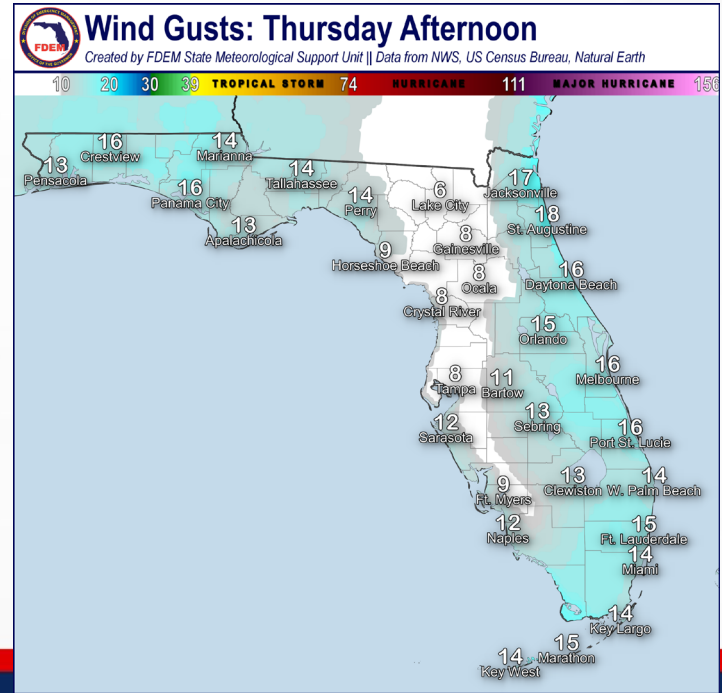 Wind Gusts: Thursday Afternoon
Created by FDEM State Meteorological Support Unit || Data from NWS, US Census Bureau, Natural Earth
FDEM
10 20 30 39 TROPICAL STORM 74 HURRICANE 111 MAJOR HURRICANE 156
16
Crestview
14
Marianna
13
Pensacola
14
Tallahassee
17
Jacksonville
16
Panama City
14
Perry
6
Lake City
18
St. Augustine
13
Apalachicola
8
Gainesville
9
Horseshoe Beach
8
Ocala
16
Daytona Beach
8
Crystal River
15
Orlando
16
Melbourne
8
Tampa
11
Bartow
13
Sebring
12
Sarasota
16
Port St. Lucie
9
Ft. Myers
13
Clewiston
14
W. Palm Beach
12
Naples
15
Ft. Lauderdale
14
Miami
14
Key Largo
15
Marathon
14
Key West